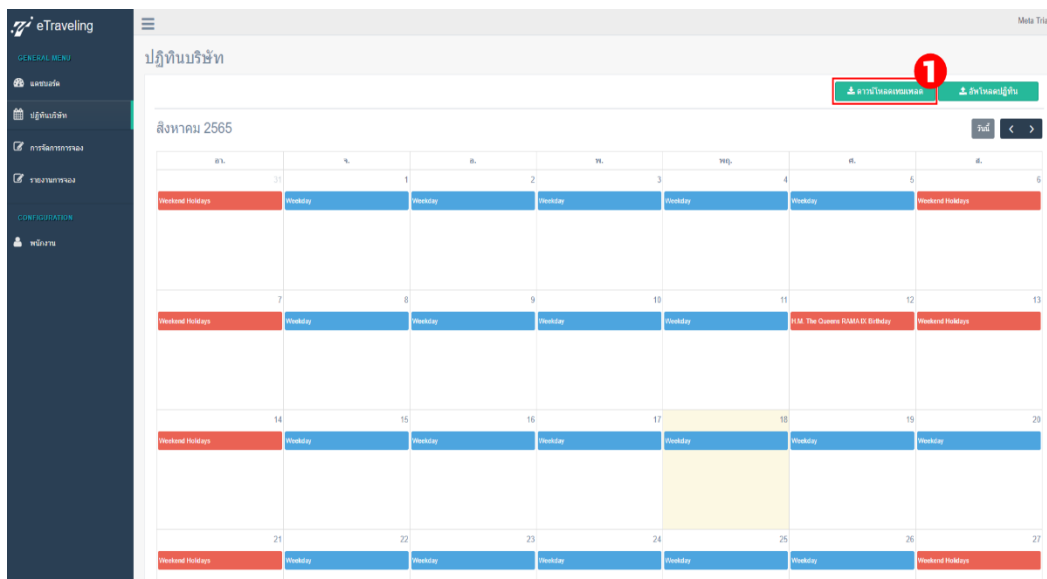 eTraveling
Meta Tria
GENERAL MENU
แดชบอร์ด
ปฏิทินบริษัท
การจัดการการจอง
รายงานการจอง
CONFIGURATION
พนักงาน
ปฏิทินบริษัท
1
ดาวน์โหลดเทมเพลต
อัพโหลดปฏิทิน
สิงหาคม 2565
วันนี้
อา. จ. อ. พ. พฤ. ศ. ส.
31 1 2 3 4 5 6
Weekend Holidays Weekday Weekday Weekday Weekday Weekday Weekend Holidays
7 8 9 10 11 12 13
Weekend Holidays Weekday Weekday Weekday Weekday H.M. The Queens RAMA IX Birthday Weekend Holidays
14 15 16 17 18 19 20
Weekend Holidays Weekday Weekday Weekday Weekday Weekday Weekday
21 22 23 24 25 26 27
Weekend Holidays Weekday Weekday Weekday Weekday Weekday Weekend Holidays